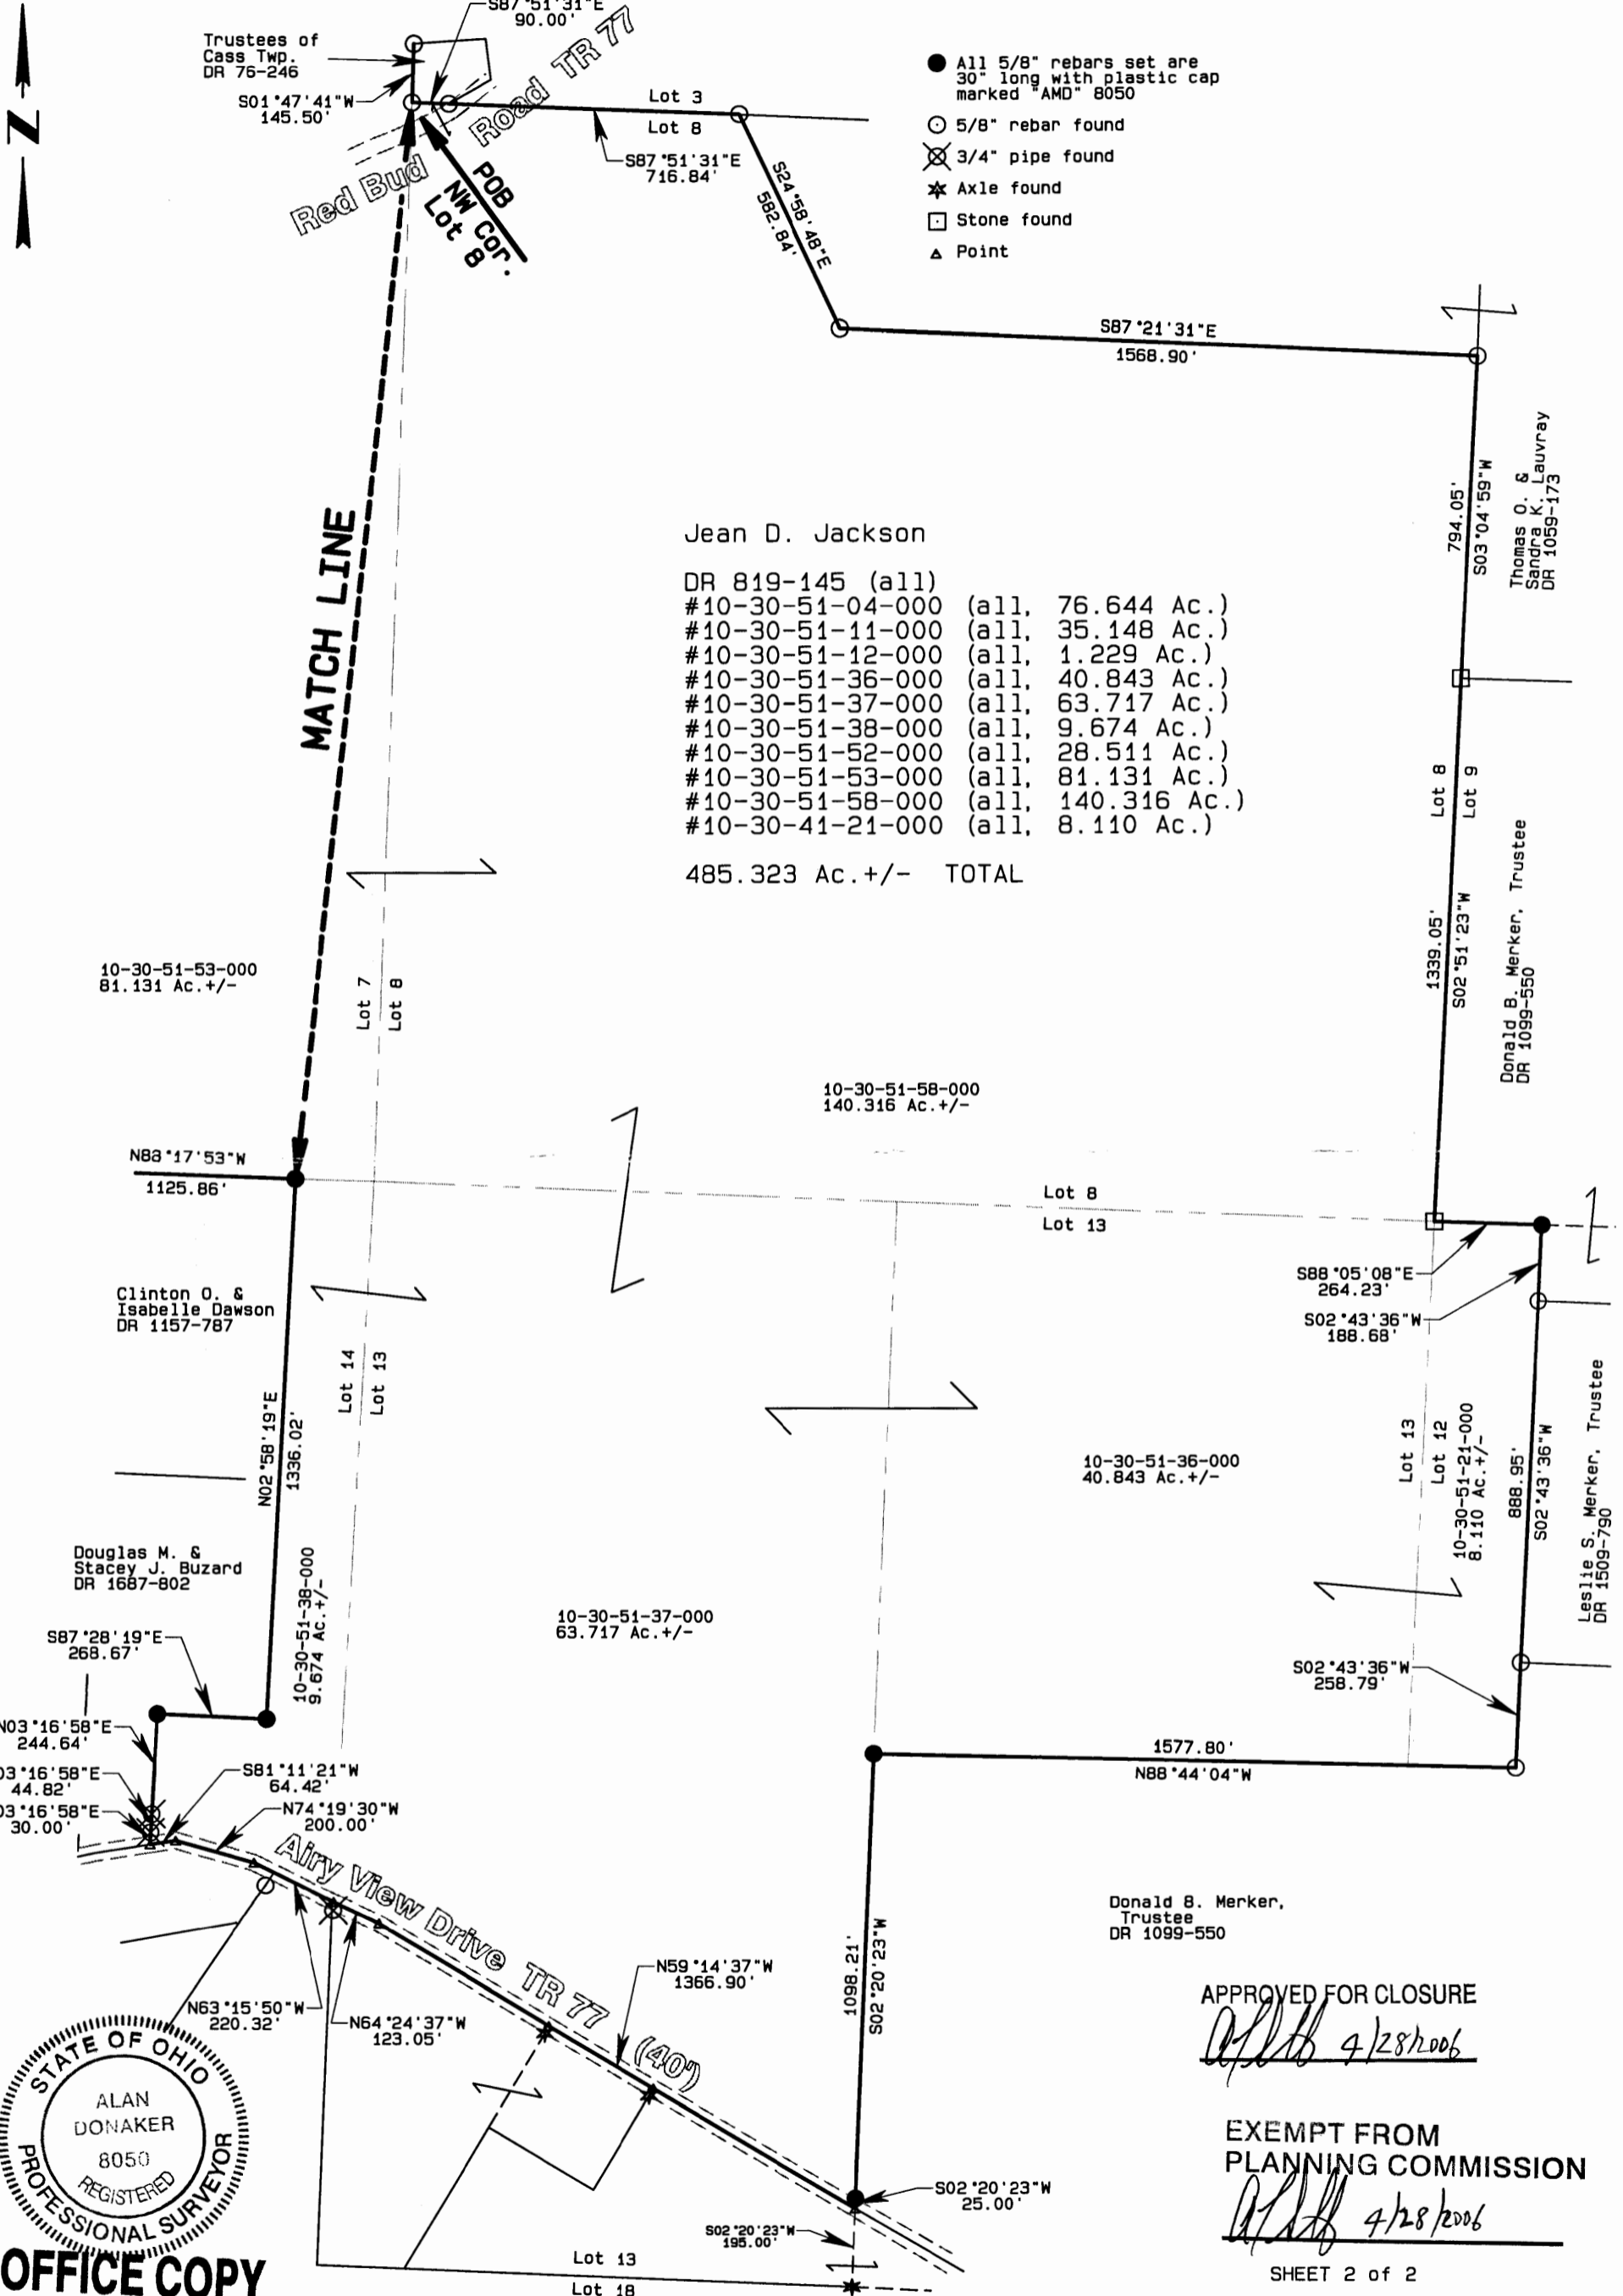 S87°51'31"E
90.00'
Trustees of
Cass Twp.
DR 76-246
S01°47'41"W
145.50'
Red Bud Road TR 77
POB
NW Cor.
Lot 8
Lot 3
Lot 8
S87°51'31"E
716.84'
S24°58'48"E
582.84'
All 5/8" rebars set are
30" long with plastic cap
marked "AMD" 8050
5/8" rebar found
3/4" pipe found
Axle found
Stone found
Point
N
S87°21'31"E
1568.90'
794.05'
S03°04'59"W
Thomas O. &
Sandra K. Lauvray
DR 1059-173
MATCH LINE
Jean D. Jackson
DR 819-145 (all)
#10-30-51-04-000 (all, 76.644 Ac.)
#10-30-51-11-000 (all, 35.148 Ac.)
#10-30-51-12-000 (all, 1.229 Ac.)
#10-30-51-36-000 (all, 40.843 Ac.)
#10-30-51-37-000 (all, 63.717 Ac.)
#10-30-51-38-000 (all, 9.674 Ac.)
#10-30-51-52-000 (all, 28.511 Ac.)
#10-30-51-53-000 (all, 81.131 Ac.)
#10-30-51-58-000 (all, 140.316 Ac.)
#10-30-41-21-000 (all, 8.110 Ac.)
485.323 Ac.+/- TOTAL
Lot 8
Lot 9
1339.05'
S02°51'23"W
Donald B. Merker, Trustee
DR 1099-550
10-30-51-53-000
81.131 Ac.+/-
Lot 7
Lot 8
10-30-51-58-000
140.316 Ac.+/-
N88°17'53"W
1125.86'
Lot 8
Lot 13
S88°05'08"E
264.23'
S02°43'36"W
188.68'
Clinton O. &
Isabelle Dawson
DR 1157-787
Lot 14
Lot 13
N02°58'19"E
1336.02'
10-30-51-36-000
40.843 Ac.+/-
Lot 13
Lot 12
10-30-51-21-000
8.110 Ac.+/-
888.95'
S02°43'36"W
Leslie S. Merker, Trustee
DR 1509-790
Douglas M. &
Stacey J. Buzard
DR 1687-802
10-30-51-38-000
9.674 Ac.+/-
10-30-51-37-000
63.717 Ac.+/-
S87°28'19"E
268.67'
S02°43'36"W
258.79'
N03°16'58"E
244.64'
03°16'58"E
44.82'
03°16'58"E
30.00'
S81°11'21"W
64.42'
N74°19'30"W
200.00'
1577.80'
N88°44'04"W
Airy View Drive TR 77 (40')
N63°15'50"W
220.32'
N64°24'37"W
123.05'
N59°14'37"W
1366.90'
1098.21'
S02°20'23"W
Donald B. Merker,
Trustee
DR 1099-550
APPROVED FOR CLOSURE
4/28/2006
STATE OF OHIO
ALAN
DONAKER
8050
REGISTERED
PROFESSIONAL SURVEYOR
EXEMPT FROM
PLANNING COMMISSION
4/28/2006
S02°20'23"W
25.00'
S02°20'23"W
195.00'
Lot 13
Lot 18
OFFICE COPY
SHEET 2 of 2